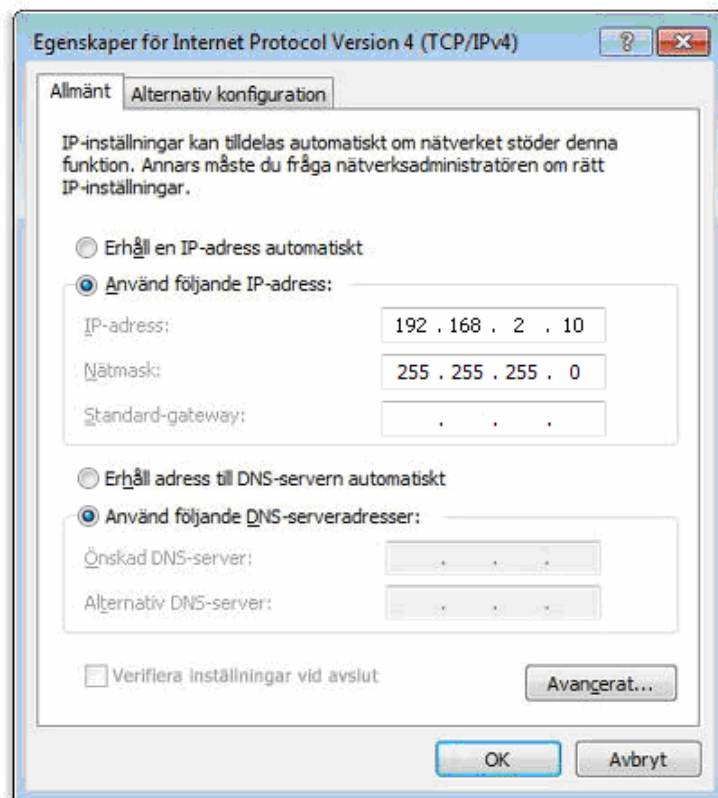 Egenskaper för Internet Protocol Version 4 (TCP/IPv4)
Allmänt
Alternativ konfiguration
IP-inställningar kan tilldelas automatiskt om nätverket stöder denna
funktion. Annars måste du fråga nätverksadministratören om rätt
IP-inställningar.
Erhåll en IP-adress automatiskt
Använd följande IP-adress:
IP-adress: 192 . 168 . 2 . 10
Nätmask: 255 . 255 . 255 . 0
Standard-gateway: . . .
Erhåll adress till DNS-servern automatiskt
Använd följande DNS-serveradresser:
Önskad DNS-server: . . .
Alternativ DNS-server: . . .
Verifiera inställningar vid avslut
Avancerat...
OK Avbryt